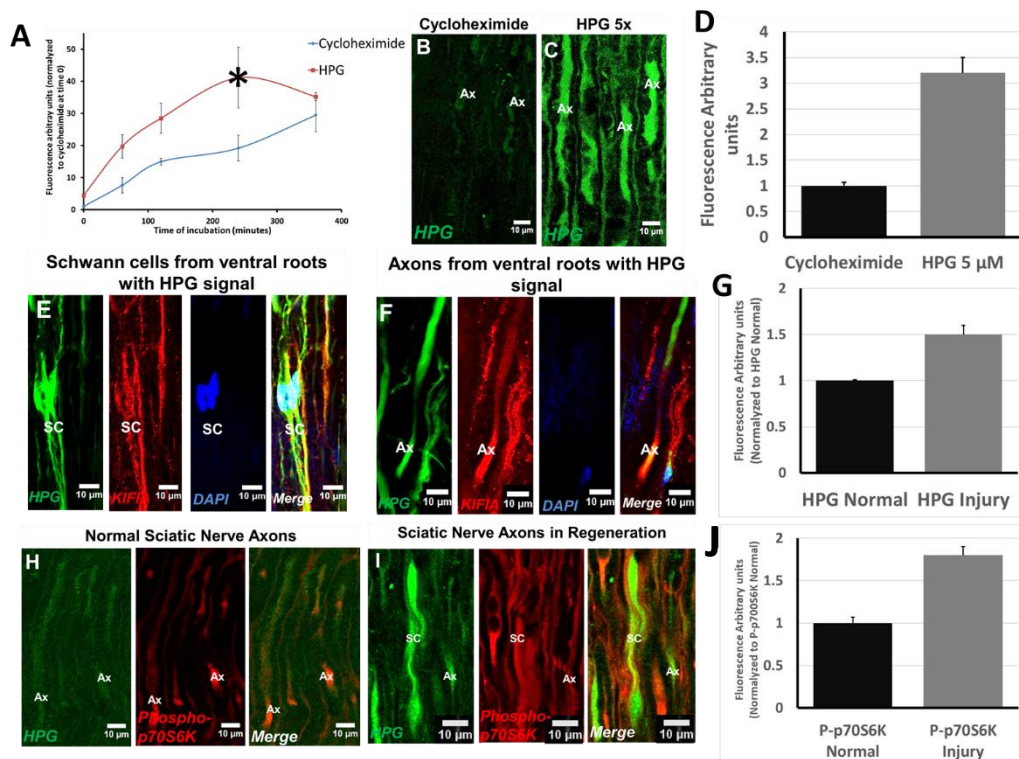 A
Fluorescence arbitray units (normalized
to cycloheximide at time 0)
60
50
40
30
20
10
0
0
100
200
300
400
Time of incubation (minutes)
Cycloheximide
HPG
*
Cycloheximide
B
Ax
Ax
HPG
10 µm
HPG 5x
C
Ax
Ax
Ax
HPG
10 µm
D
Fluorescence Arbitrary
units
4
3.5
3
2.5
2
1.5
1
0.5
0
Cycloheximide
HPG 5 µM
Schwann cells from ventral roots
with HPG signal
E
SC
HPG
10 µm
SC
KIFIA
10 µm
SC
DAPI
10 µm
SC
Merge
10 µm
Axons from ventral roots with HPG
signal
F
Ax
HPG
10 µm
Ax
KIFIA
10 µm
DAPI
10 µm
Ax
Merge
10 µm
G
Fluorescence Arbitrary units
(Normalyzed to HPG Normal)
2
1.5
1
0.5
0
HPG Normal
HPG Injury
Normal Sciatic Nerve Axons
H
Ax
Ax
HPG
10 µm
Ax
Ax
Phospho-
p70S6K
10 µm
Ax
Ax
Merge
10 µm
Sciatic Nerve Axons in Regeneration
I
SC
Ax
HPG
10 µm
SC
Ax
Phospho-
p70S6K
10 µm
SC
Ax
Merge
10 µm
J
Fluorescence Arbitrary units
(Normalyzed to P-p700S6K Normal)
2
1.5
1
0.5
0
P-p70S6K
Normal
P-p70S6K
Injury